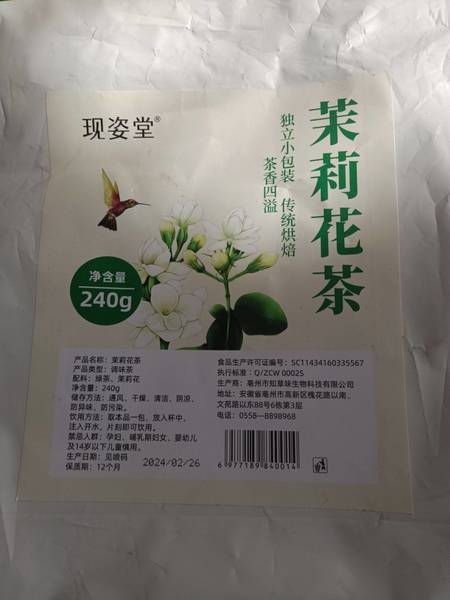 现姿堂®
茉莉花茶
独立小包装 传统烘焙
茶香四溢
净含量
240g
产品名称：茉莉花茶
产品类型：调味茶
配料：绿茶、茉莉花
净含量：240g
储存方法：通风、干燥、清洁、阴凉、
防异味、防污染。
饮用方法：取本品一包，放入杯中，
注入开水，片刻即可饮用。
禁忌人群：孕妇、哺乳期妇女、婴幼儿
及14岁以下儿童慎用。
生产日期：见喷码
保质期：12个月
2024/02/26
食品生产许可证编号：SC11434160335567
执行标准：Q/ZCW 0002S
生产商：亳州市知草味生物科技有限公司
地址：安徽省亳州市高新区槐花路以南、
文苑路以东88号6栋第3层
电话：0558—8898968
6 977189 840014